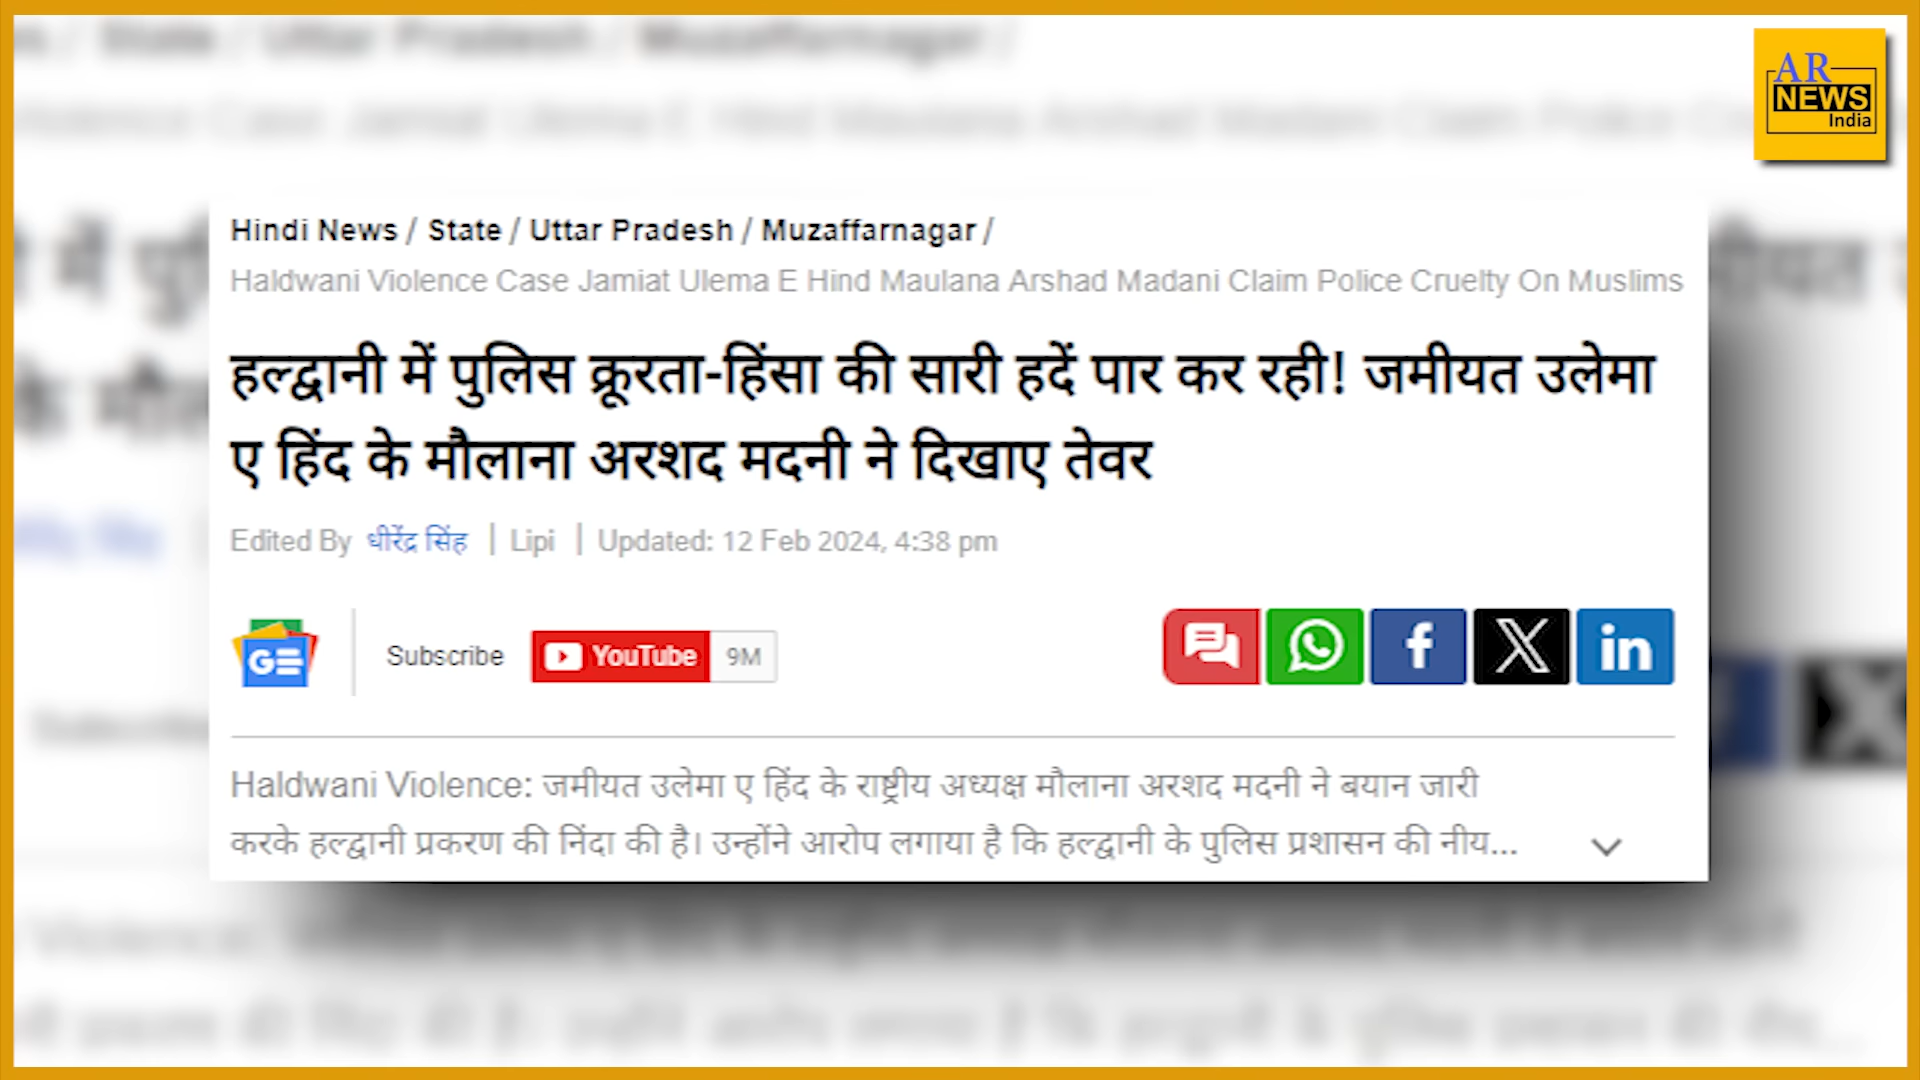 AR
NEWS
India
Hindi News / State / Uttar Pradesh / Muzaffarnagar /
Haldwani Violence Case Jamiat Ulema E Hind Maulana Arshad Madani Claim Police Cruelty On Muslims
हल्द्वानी में पुलिस क्रूरता-हिंसा की सारी हदें पार कर रही! जमीयत उलेमा
ए हिंद के मौलाना अरशद मदनी ने दिखाए तेवर
Edited By धीरेंद्र सिंह | Lipi | Updated: 12 Feb 2024, 4:38 pm
Subscribe YouTube 9M
Haldwani Violence: जमीयत उलेमा ए हिंद के राष्ट्रीय अध्यक्ष मौलाना अरशद मदनी ने बयान जारी
करके हल्द्वानी प्रकरण की निंदा की है। उन्होंने आरोप लगाया है कि हल्द्वानी के पुलिस प्रशासन की नीय...